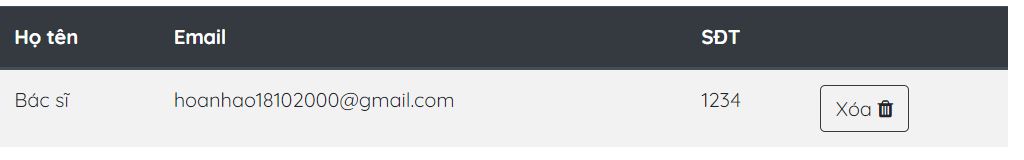 Họ tên Email SĐT
Bác sĩ hoanhao18102000@gmail.com 1234 Xóa